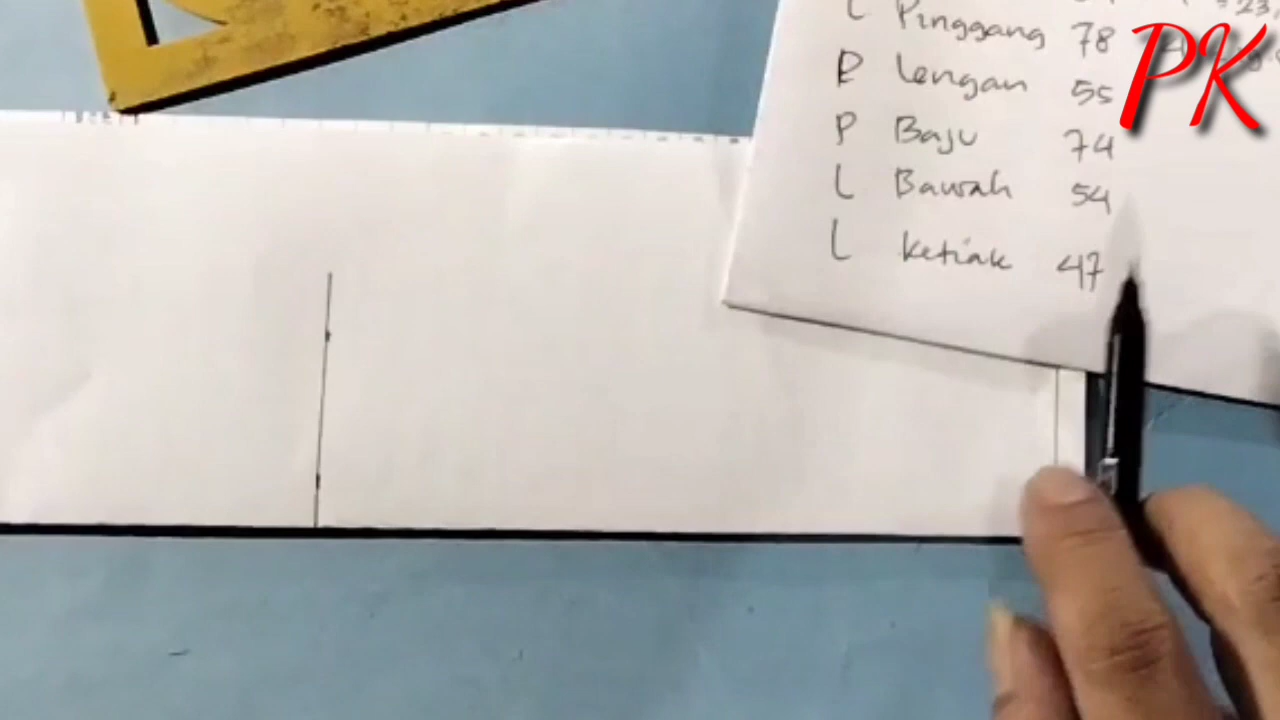 L Pinggang 78
P Lengan 55
P Baju 74
L Bawah 54
L Ketiak 47
PK